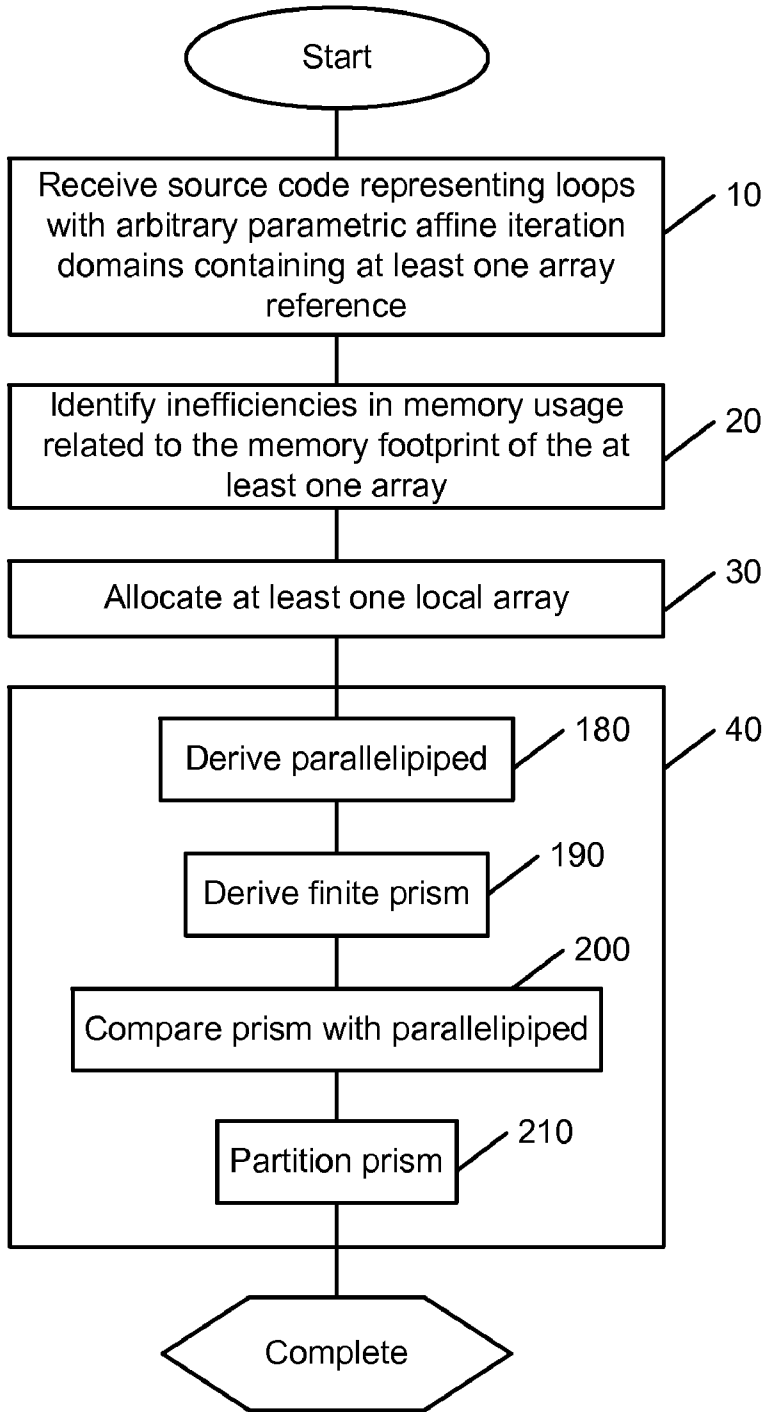 Start
Receive source code representing loops
with arbitrary parametric affine iteration
domains containing at least one array
reference
10
Identify inefficiencies in memory usage
related to the memory footprint of the at
least one array
20
Allocate at least one local array
30
40
Derive parallelipiped
180
Derive finite prism
190
Compare prism with parallelipiped
200
Partition prism
210
Complete